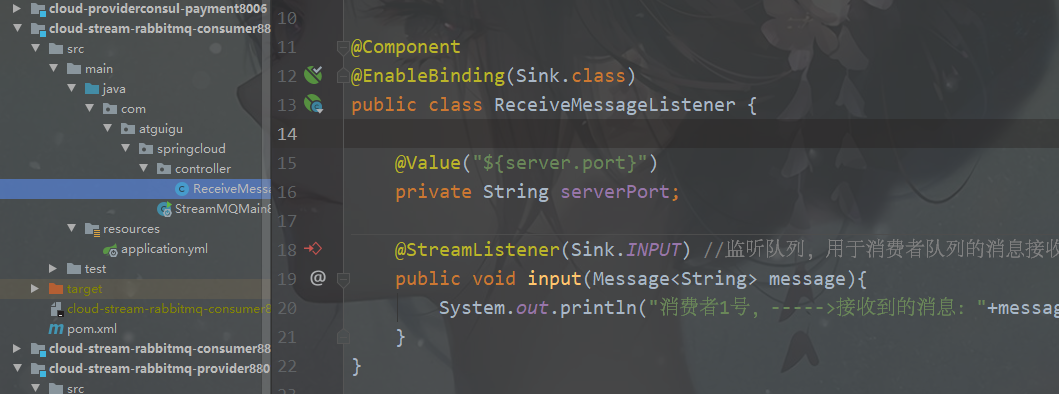 cloud-providerconsul-payment8006
cloud-stream-rabbitmq-consumer88
src
main
java
com
atguigu
springcloud
controller
ReceiveMessa
StreamMQMain8
resources
application.yml
test
target
cloud-stream-rabbitmq-consumer8
pom.xml
cloud-stream-rabbitmq-consumer88
cloud-stream-rabbitmq-provider880
src
10
11 @Component
12 @EnableBinding(Sink.class)
13 public class ReceiveMessageListener {
14
15 @Value("${server.port}")
16 private String serverPort;
17
18 @StreamListener(Sink.INPUT) //监听队列，用于消费者队列的消息接收
19 @ public void input(Message<String> message){
20 System.out.println("消费者1号，----->接收到的消息："+messag
21 }
22 }